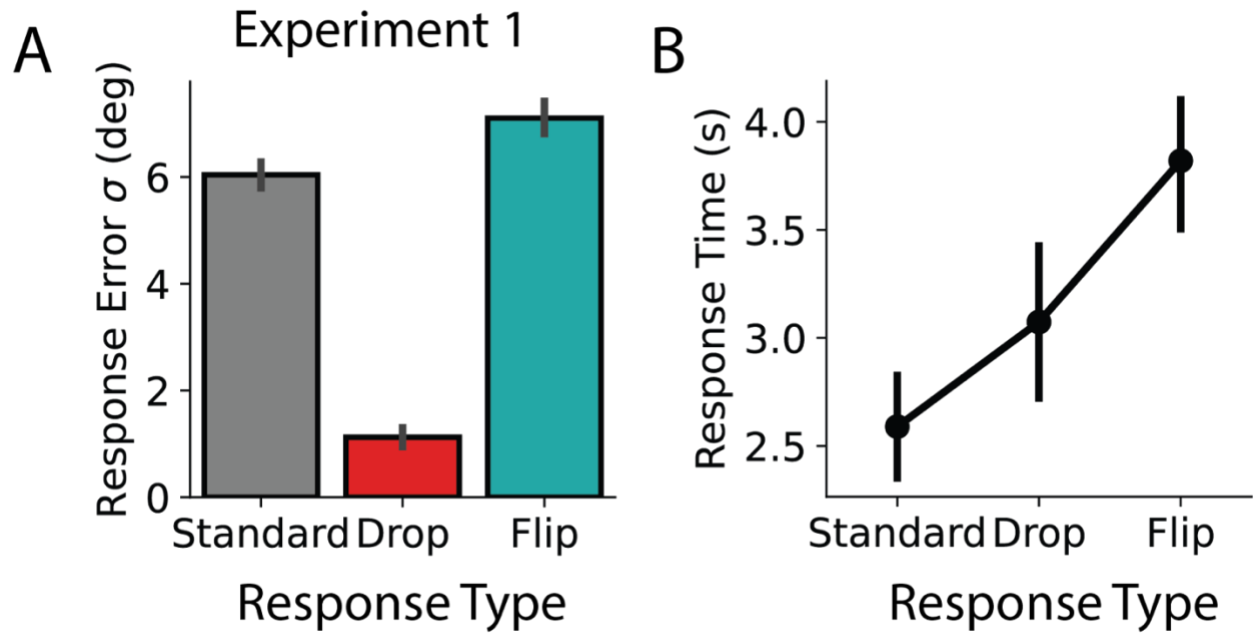 A
Experiment 1
Response Error σ (deg)
6
4
2
0
Standard
Drop
Flip
Response Type
B
Response Time (s)
4.0
3.5
3.0
2.5
Standard
Drop
Flip
Response Type